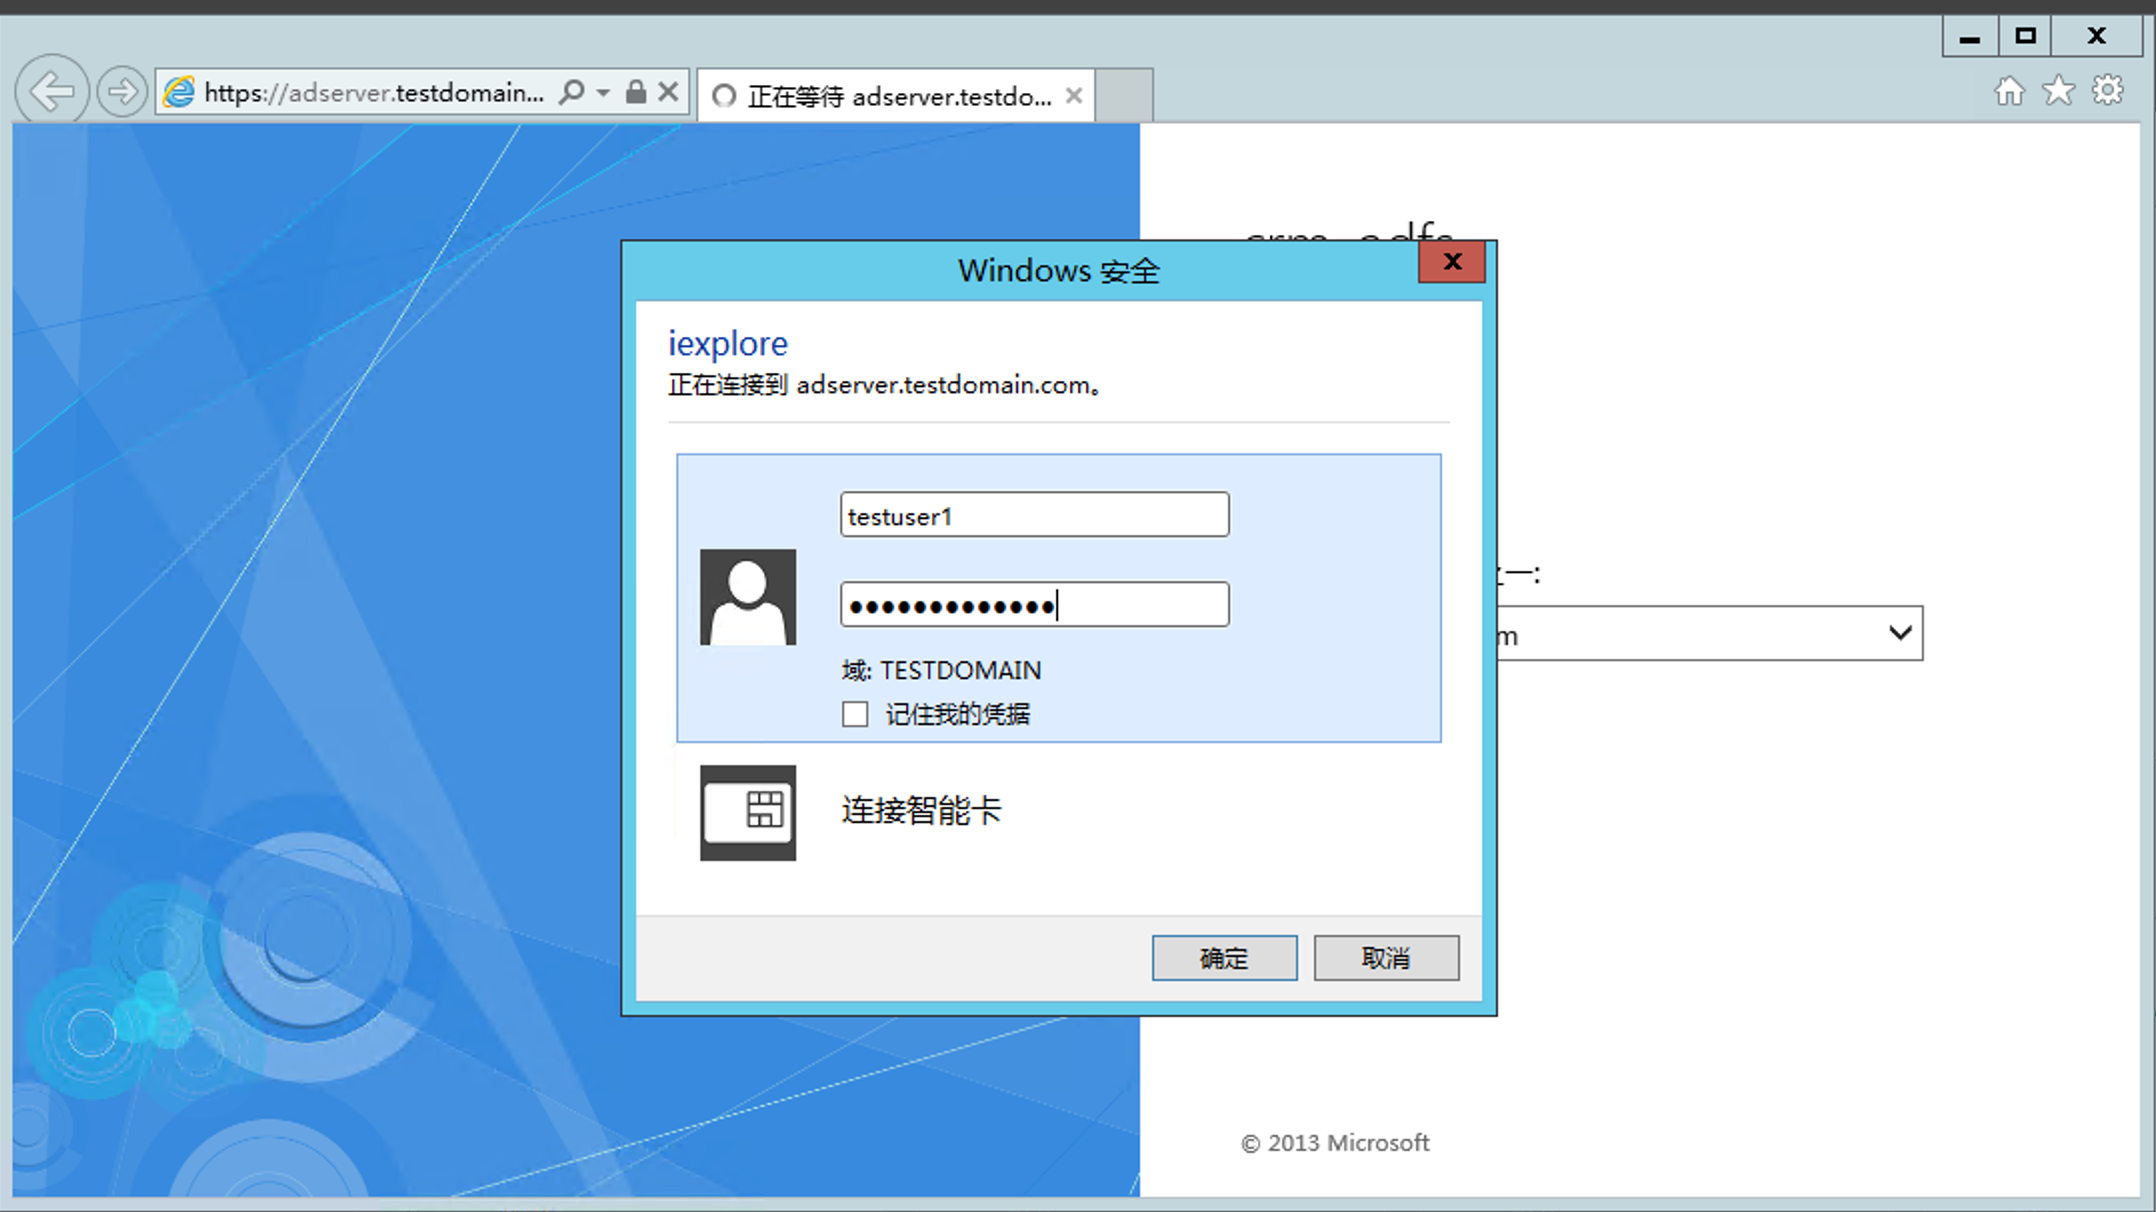 https://adserver.testdomain...
正在等待 adserver.testdo...
Windows 安全
iexplore
正在连接到 adserver.testdomain.com。
testuser1
域: TESTDOMAIN
记住我的凭据
连接智能卡
确定
取消
一:
m
© 2013 Microsoft